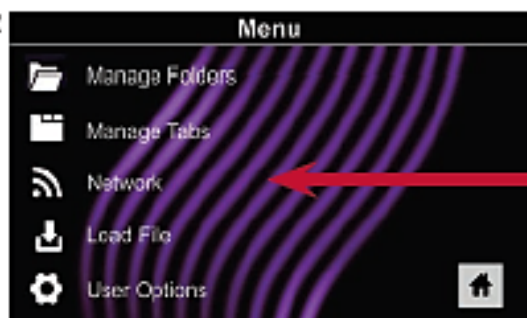 Menu
Manage Folders
Manage Tabs
Network
Load File
User Options